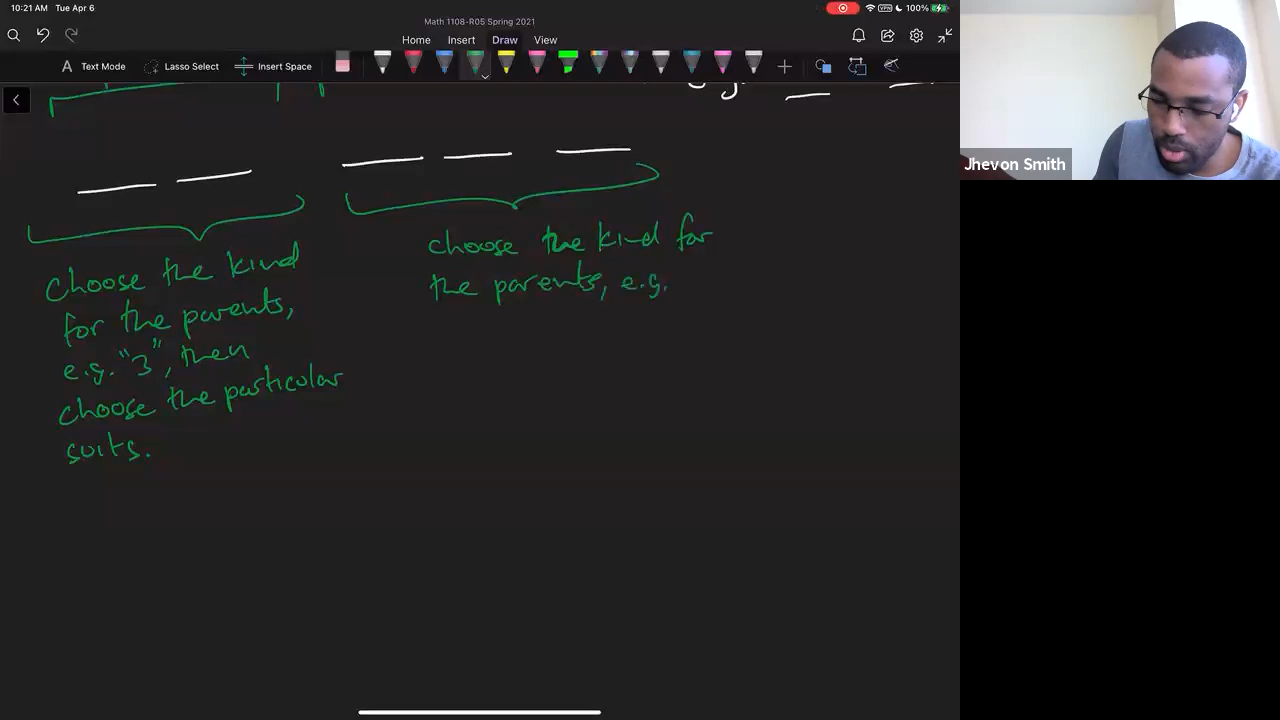 10:21 AM Tue Apr 6
VPN 100%
Math 1108-R05 Spring 2021
Home Insert Draw View
Text Mode Lasso Select Insert Space
Jhevon Smith
choose the kind
for the parents,
e.g. "3", then
choose the particular
suits.
choose the kind for
the parents, e.g.